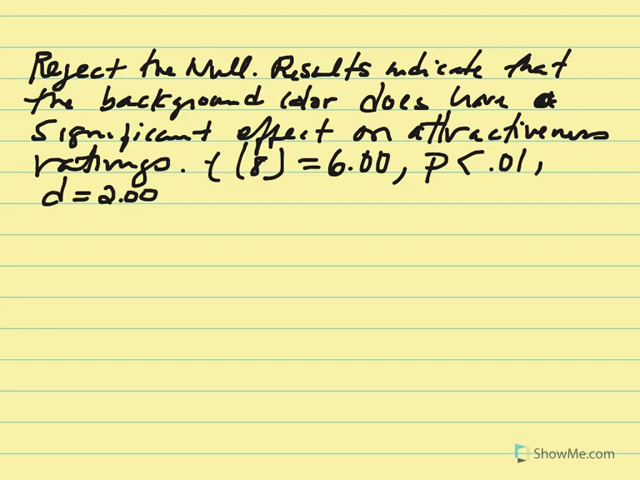 Reject the Null. Results indicate that
the background color does have a
significant effect on attractiveness
ratings. t (8) = 6.00, P < .01,
d = 2.00
ShowMe.com